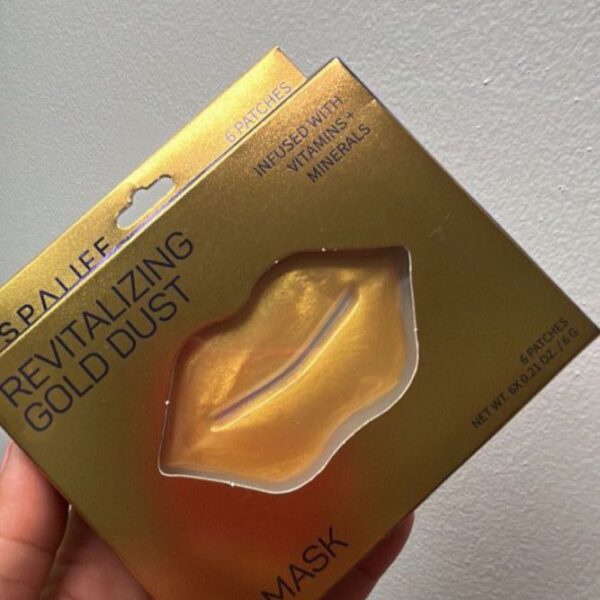 6 PATCHES
INFUSED WITH
VITAMINS +
MINERALS
REVITALIZING
GOLD DUST
6 PATCHES
NET WT. 6X 0.21 OZ. / 6 G
MASK